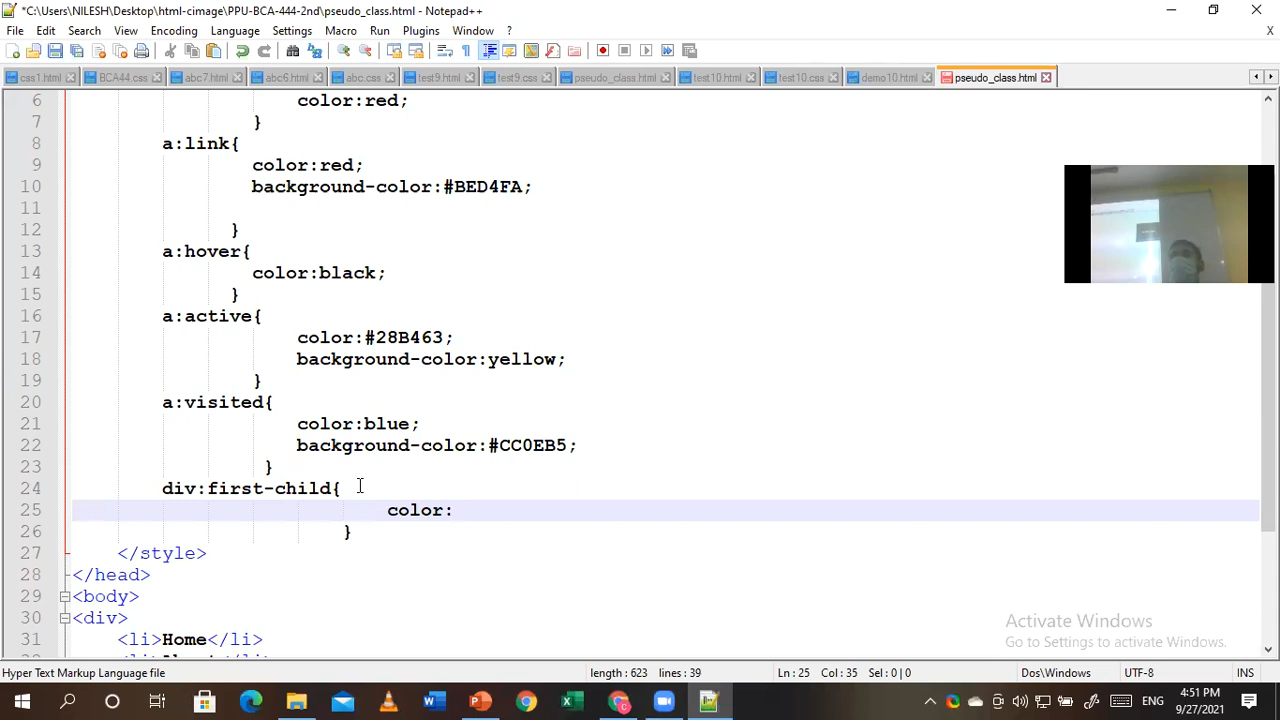 *C:\Users\NILESH\Desktop\html-cimage\PPU-BCA-444-2nd\pseudo_class.html - Notepad++
File Edit Search View Encoding Language Settings Macro Run Plugins Window ? X
css1.html BCA44.css abc7.html abc6.html abc.css test9.html test9.css pseudo_class.html test10.html test10.css damo10.html pseudo_class.html
6 color:red;
7 }
8 a:link{
9 color:red;
10 background-color:#BED4FA;
11
12 }
13 a:hover{
14 color:black;
15 }
16 a:active{
17 color:#28B463;
18 background-color:yellow;
19 }
20 a:visited{
21 color:blue;
22 background-color:#CC0EB5;
23 }
24 div:first-child{
25 color:
26 }
27 </style>
28 </head>
29 <body>
30 <div>
31 <li>Home</li>
Activate Windows
Go to Settings to activate Windows.
Hyper Text Markup Language file length : 623 lines : 39 Ln : 25 Col : 35 Sel : 0 Dos\Windows UTF-8 INS
ENG
4:51 PM
9/27/2021